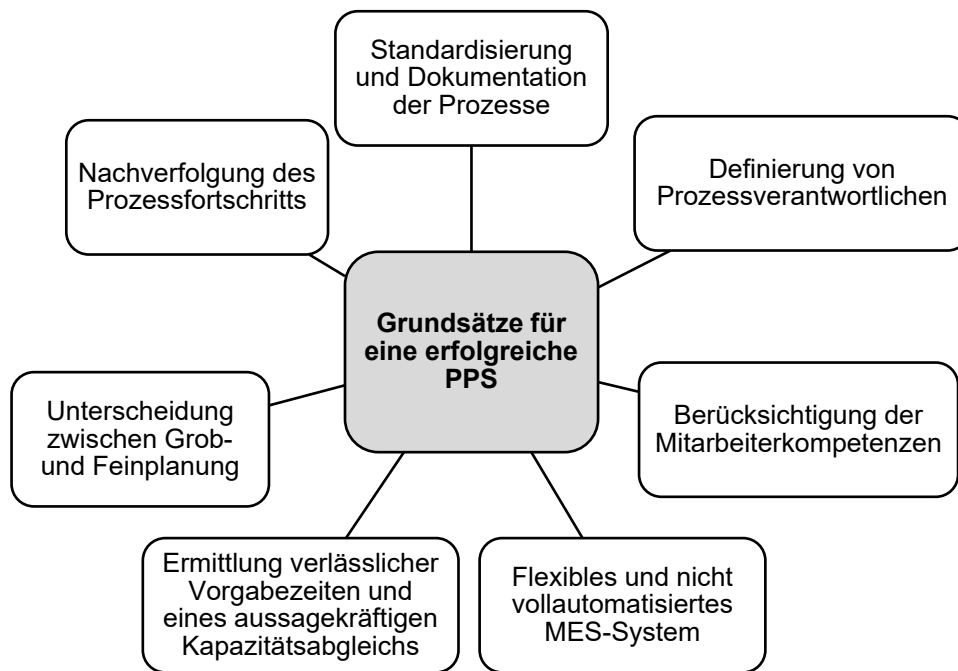 Standardisierung
und Dokumentation
der Prozesse
Nachverfolgung des
Prozessfortschritts
Definierung von
Prozessverantwortlichen
Grundsätze für
eine erfolgreiche
PPS
Unterscheidung
zwischen Grob-
und Feinplanung
Berücksichtigung der
Mitarbeiterkompetenzen
Ermittlung verlässlicher
Vorgabezeiten und
eines aussagekräftigen
Kapazitätsabgleichs
Flexibles und nicht
vollautomatisiertes
MES-System